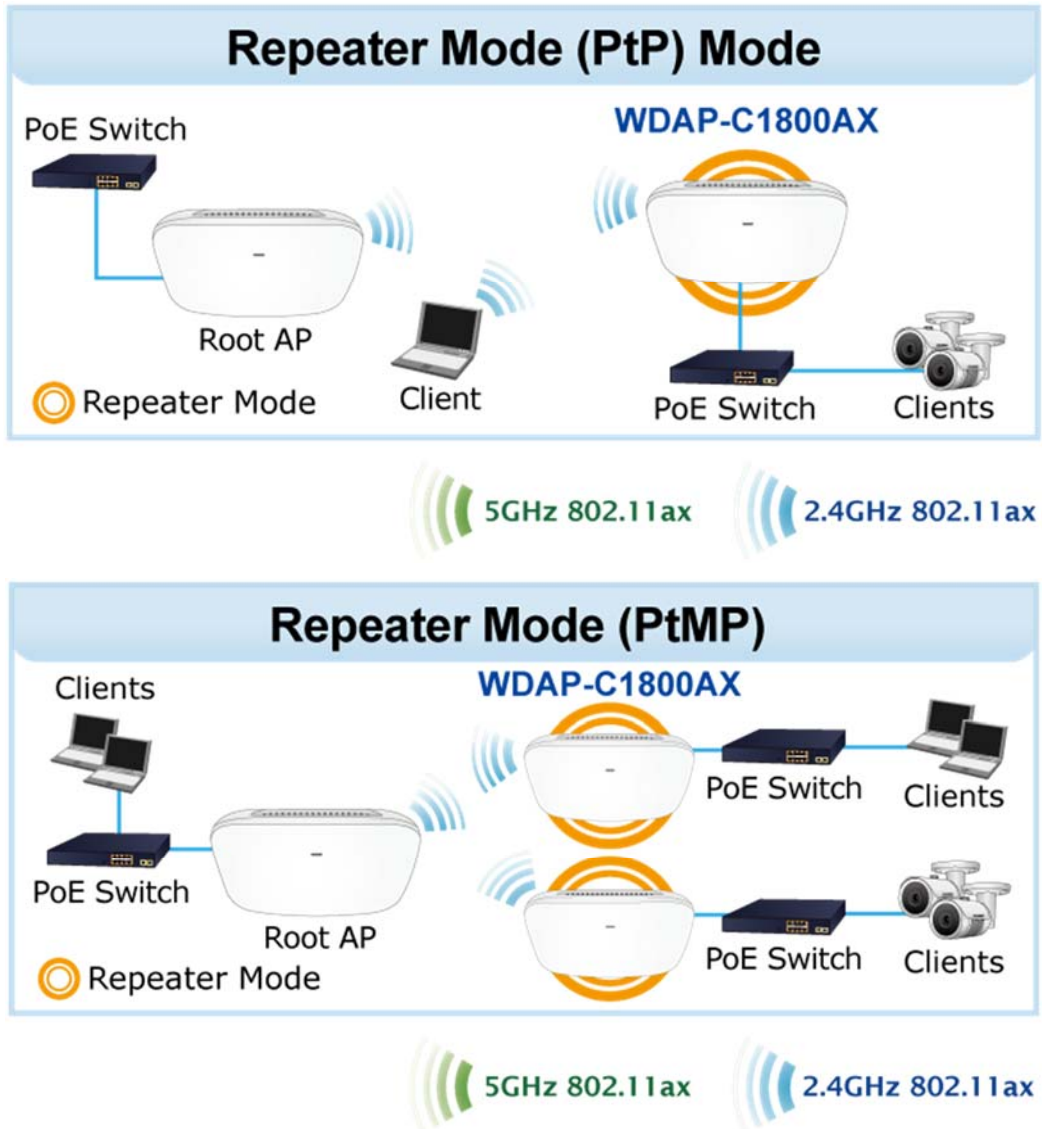 Repeater Mode (PtP) Mode
PoE Switch
WDAP-C1800AX
Root AP
Client
Repeater Mode
PoE Switch
Clients
5GHz 802.11ax
2.4GHz 802.11ax
Repeater Mode (PtMP)
Clients
WDAP-C1800AX
PoE Switch
Clients
PoE Switch
Root AP
PoE Switch
Clients
Repeater Mode
5GHz 802.11ax
2.4GHz 802.11ax